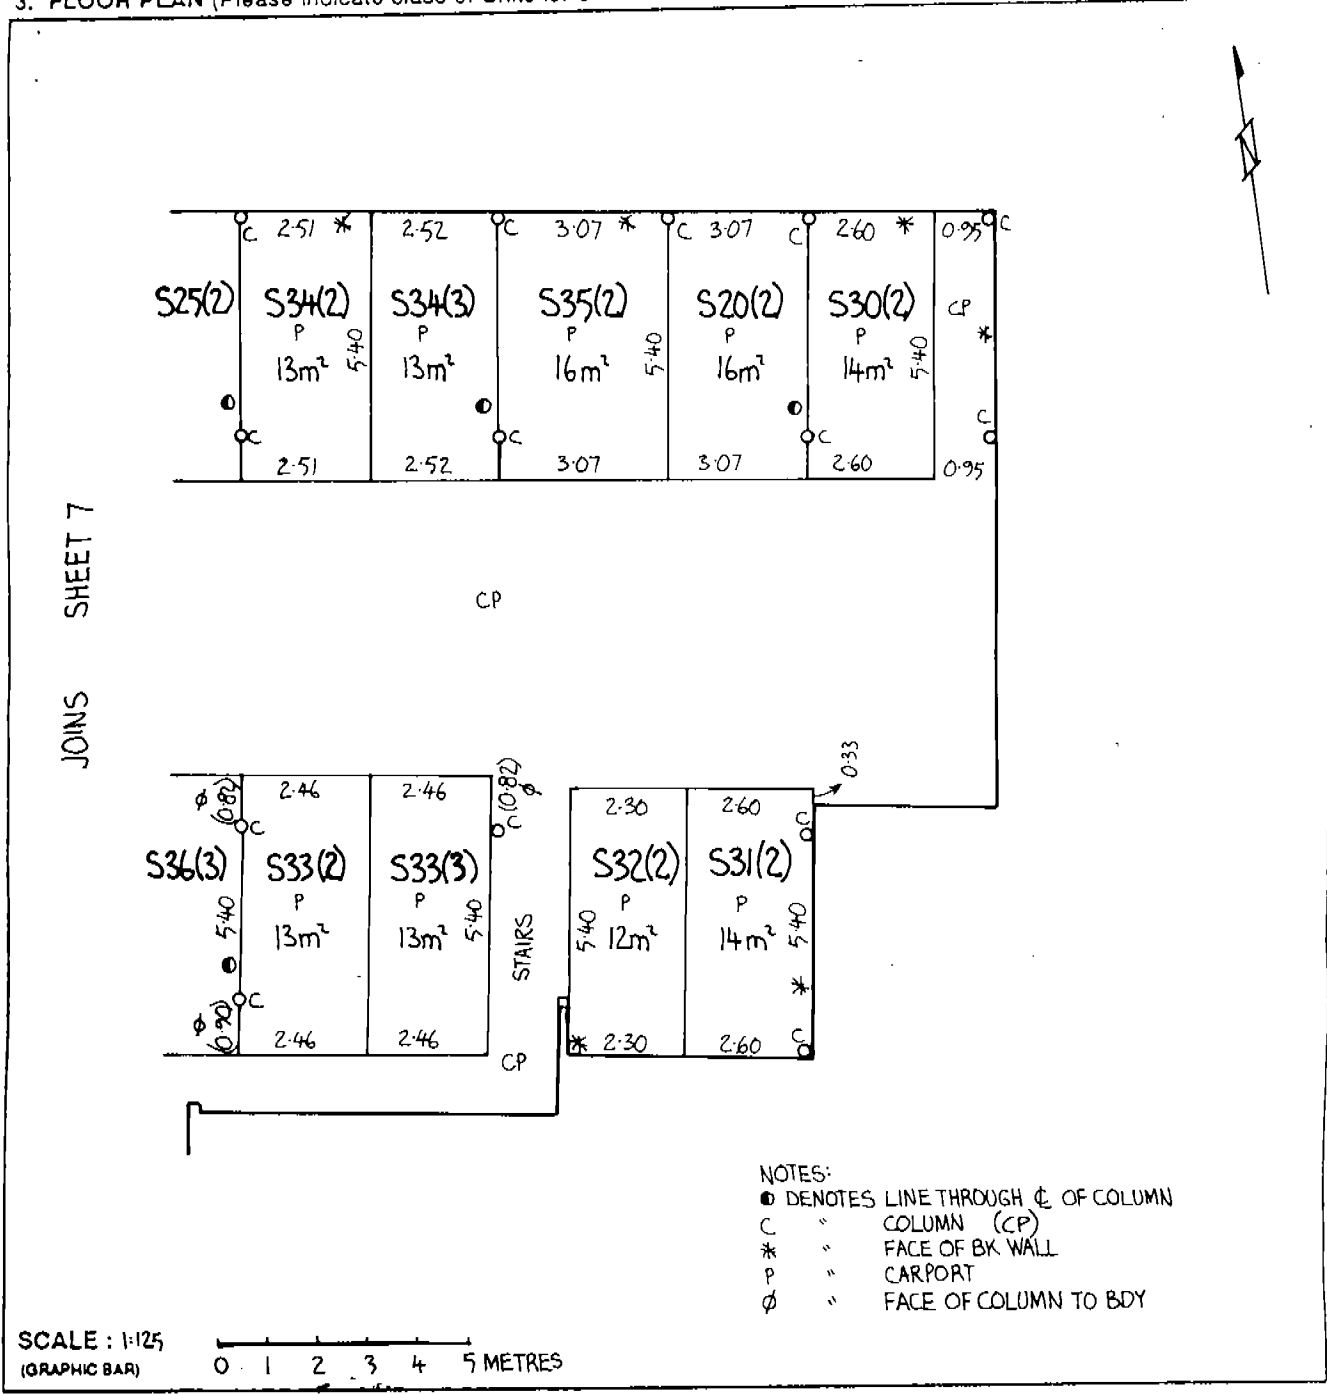 3. FLOOR PLAN (Please indicate
N
2.51 * 2.52 3.07 * 3.07 2.60 * 0.95
C C C C C
S25(2) S34(2) S34(3) S35(2) S20(2) S30(2) CP
P P P P P *
13m² 5.40 13m² 16m² 5.40 16m² 14m² 5.40
C C C C
2.51 2.52 3.07 3.07 2.60 0.95
JOINS SHEET 7
CP
0.33
φ (0.82) 2.46 2.46 (0.82) φ 2.30 2.60
C C C
S36(3) S33(2) S33(3) S32(2) S31(2)
P P P P
5.40 13m² 13m² 5.40 STAIRS 5.40 12m² 14m² 5.40
C *
φ (0.90) 2.46 2.46 * 2.30 2.60 C
CP
NOTES:
◐ DENOTES LINE THROUGH ℄ OF COLUMN
C " COLUMN (CP)
* " FACE OF BK WALL
P " CARPORT
φ " FACE OF COLUMN TO BDY
SCALE : 1:125
(GRAPHIC BAR)
0 1 2 3 4 5 METRES